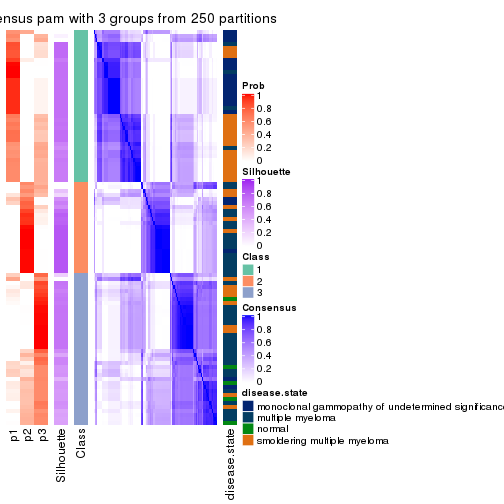 ensus pam with 3 groups from 250 partitions
Prob
1
0.8
0.6
0.4
0.2
0
Silhouette
1
0.8
0.6
0.4
0.2
0
Class
1
2
3
Consensus
1
0.8
0.6
0.4
0.2
0
disease.state
monoclonal gammopathy of undetermined significance
multiple myeloma
normal
smoldering multiple myeloma
p1
p2
p3
Silhouette
Class
disease.state